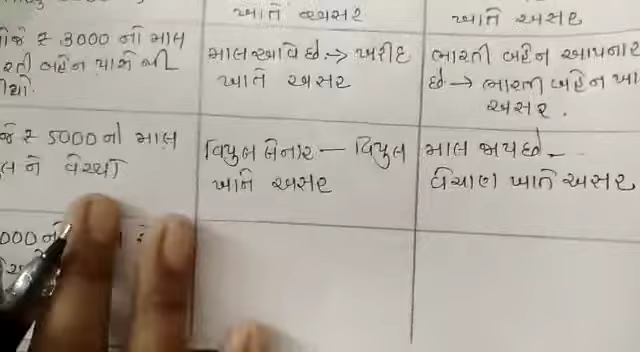 ખાતે અસર
ખાતે અસર
₹ 3000 નો માલ
ભારતી બહેન પાસેથી
માલ આવે છે. → ખરીદ
ખાતે અસર
ભારતી બહેન આપનાર
છે → ભારતી બહેન ખા
અસર.
₹ 5000 નો માલ
લ ને વેચ્યો
વિપુલ લેનાર — વિપુલ
ખાતે અસર
માલ જાય છે –
વેચાણ ખાતે અસર
000 નો